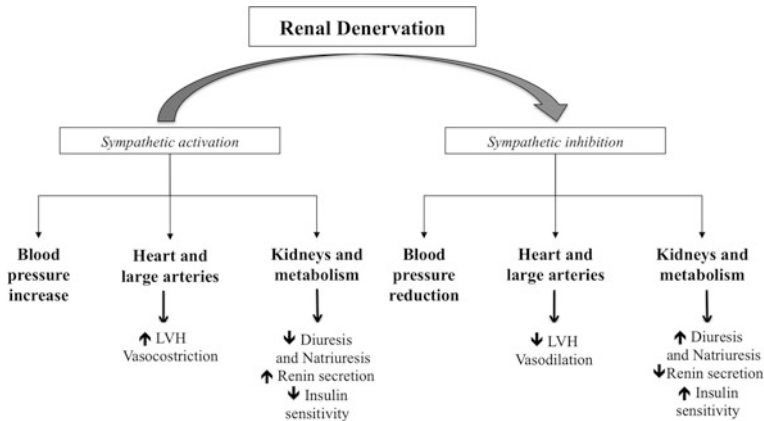 Renal Denervation
Sympathetic activation
Sympathetic inhibition
Blood
pressure
increase
Heart and
large arteries
↑ LVH
Vasocostriction
Kidneys and
metabolism
↓ Diuresis
and Natriuresis
↑ Renin secretion
↓ Insulin
sensitivity
Blood
pressure
reduction
Heart and
large arteries
↓ LVH
Vasodilation
Kidneys and
metabolism
↑ Diuresis
and Natriuresis
↓Renin secretion
↑ Insulin
sensitivity